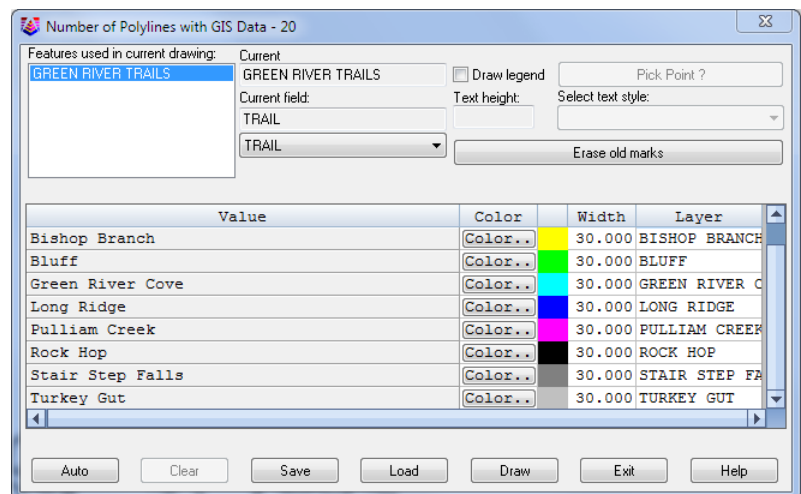 Number of Polylines with GIS Data - 20
Features used in current drawing:
GREEN RIVER TRAILS
Current
GREEN RIVER TRAILS
Current field:
TRAIL
TRAIL
Draw legend
Pick Point ?
Text height:
Select text style:
Erase old marks
Value Color Width Layer
Bishop Branch Color.. 30.000 BISHOP BRANCH
Bluff Color.. 30.000 BLUFF
Green River Cove Color.. 30.000 GREEN RIVER C
Long Ridge Color.. 30.000 LONG RIDGE
Pulliam Creek Color.. 30.000 PULLIAM CREEK
Rock Hop Color.. 30.000 ROCK HOP
Stair Step Falls Color.. 30.000 STAIR STEP FA
Turkey Gut Color.. 30.000 TURKEY GUT
Auto Clear Save Load Draw Exit Help